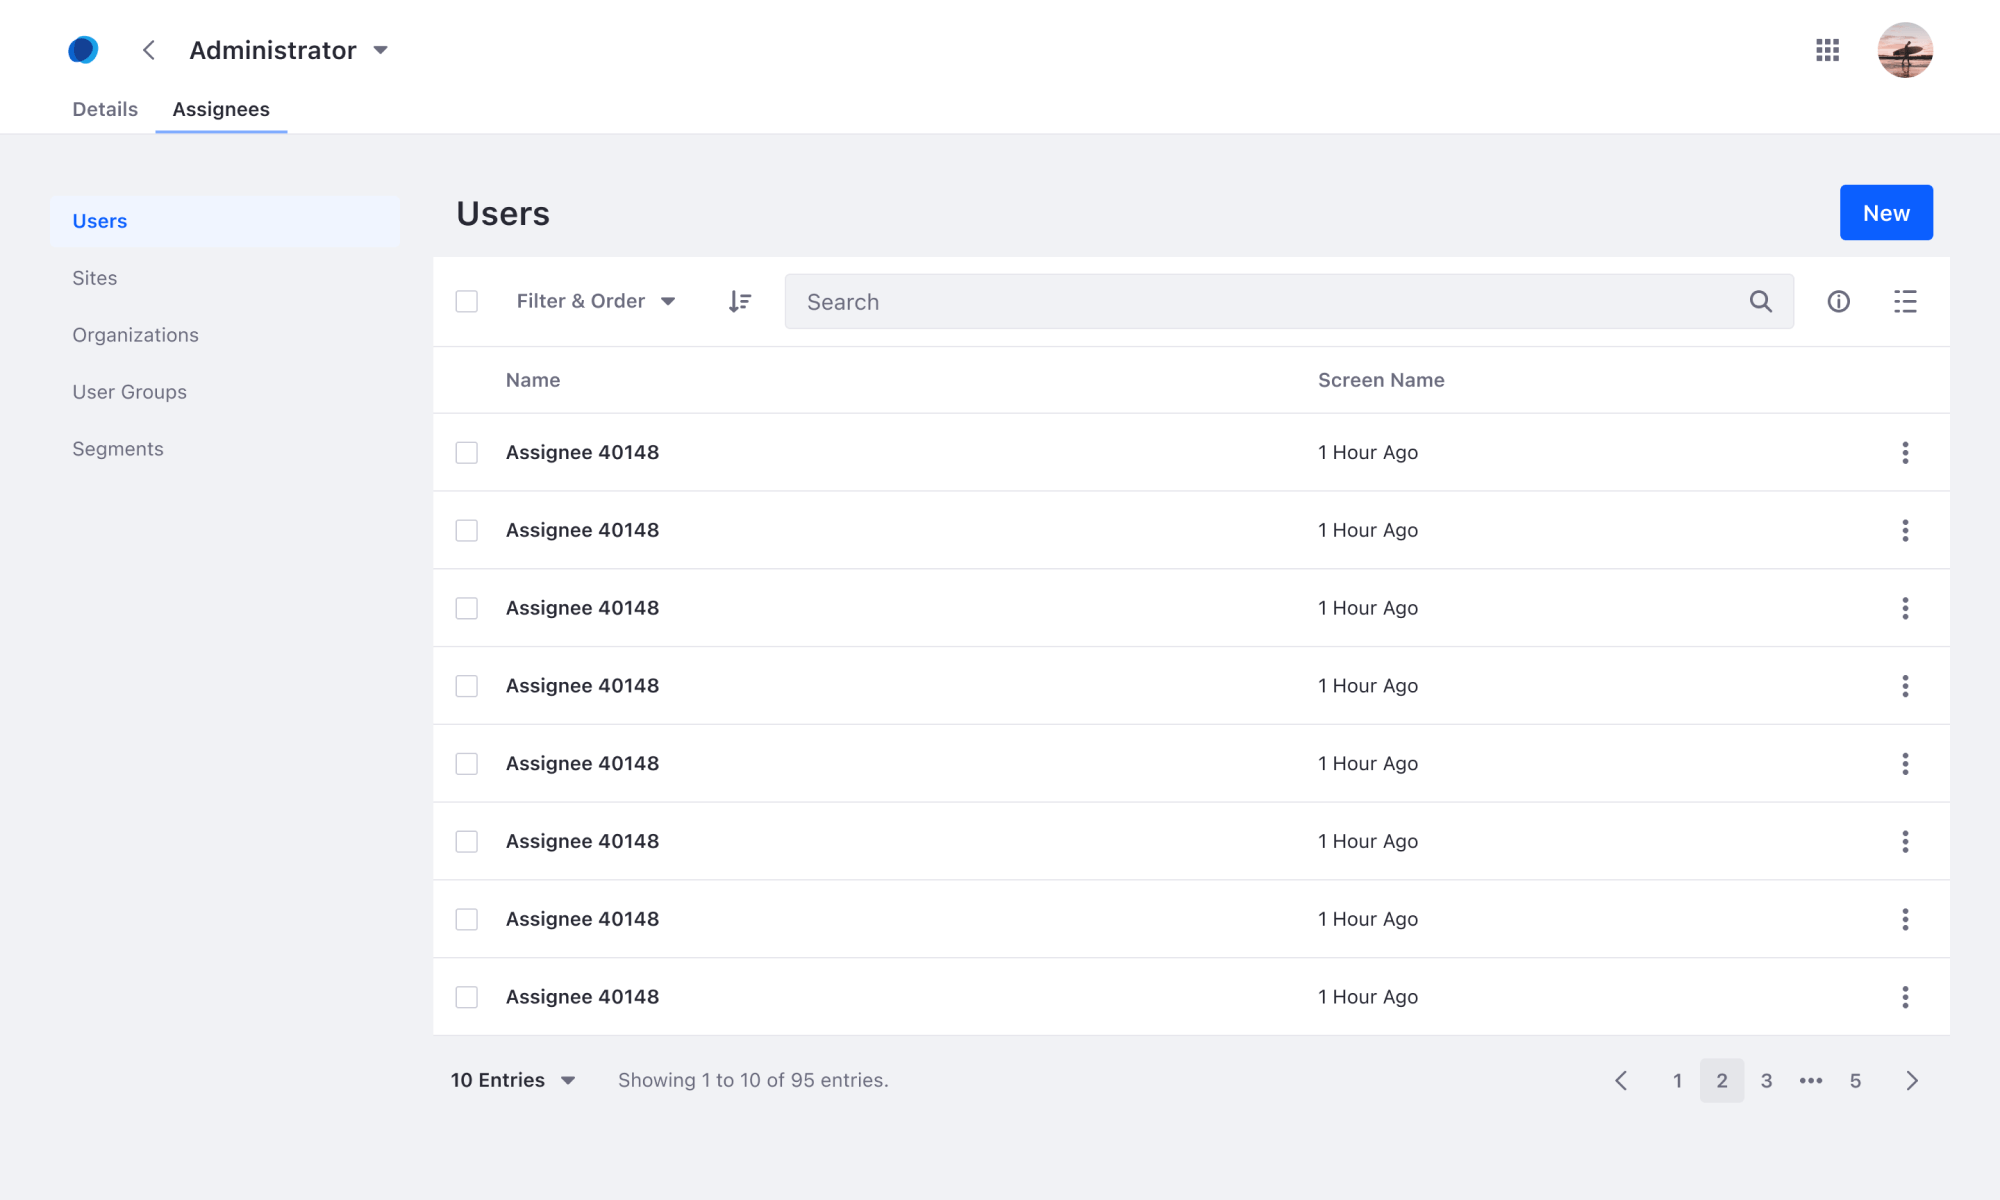 Administrator
Details Assignees
Users
Sites
Organizations
User Groups
Segments
Users
New
Filter & Order
Search
Name Screen Name
Assignee 40148 1 Hour Ago
Assignee 40148 1 Hour Ago
Assignee 40148 1 Hour Ago
Assignee 40148 1 Hour Ago
Assignee 40148 1 Hour Ago
Assignee 40148 1 Hour Ago
Assignee 40148 1 Hour Ago
Assignee 40148 1 Hour Ago
10 Entries Showing 1 to 10 of 95 entries. 1 2 3 ••• 5